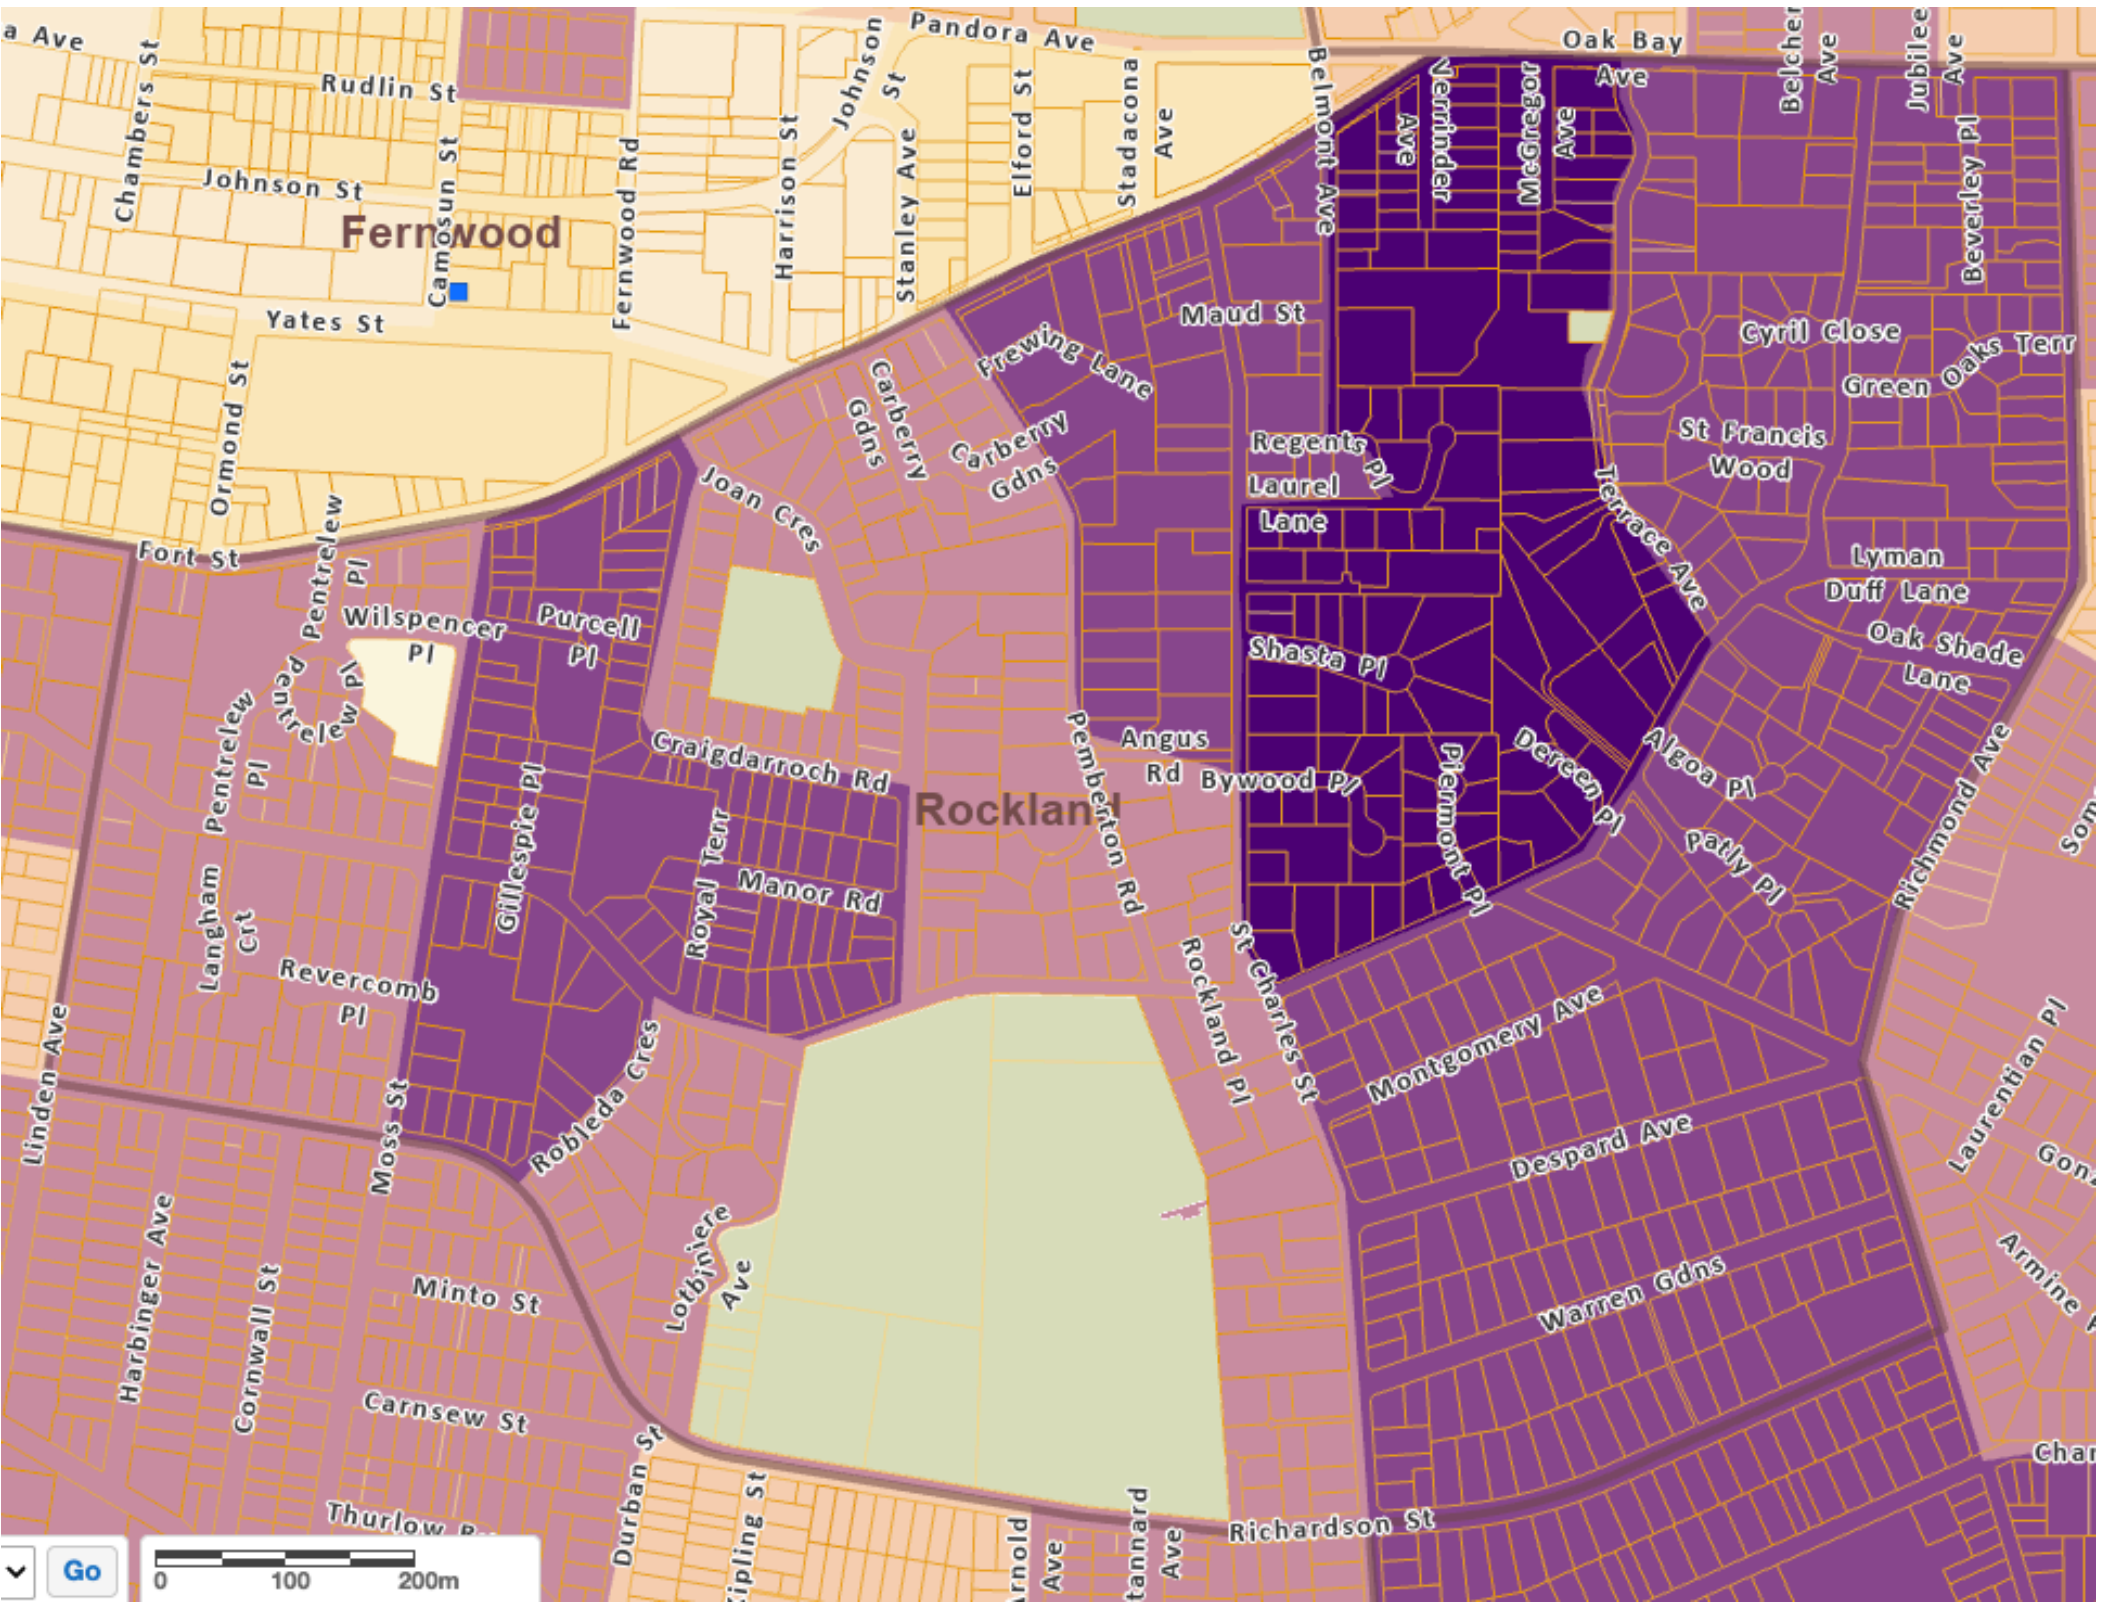 a Ave
Chambers St
Rudlin St
Camosun St
Johnson St
Fernwood
Fernwood Rd
Yates St
Ormond St
Harrison St
Johnson
St
Stanley Ave
Pandora Ave
Elford St
Stadacona
Ave
Belmont Ave
Oak Bay
Ave
Verrinder
Ave
McGregor
Ave
Belcher
Ave
Jubilee
Ave
Beverley Pl
Maud St
Frewing Lane
Carberry
Gdns
Carberry
Gdns
Cyril Close
Green Oaks Terr
St Francis
Wood
Regents Pl
Laurel
Lane
Terrace Ave
Joan Cres
Fort St
Pentrelew
Pl
Wilspencer
Pl
Purcell
Pl
Lyman
Duff Lane
Oak Shade
Lane
Shasta Pl
Pentrelew Pl
Pentrelew
Pl
Craigdarroch Rd
Angus
Rd
Bywood Pl
Pemberton Rd
Piermont Pl
Dereen Pl
Algoa Pl
Patly Pl
Richmond Ave
Rockland
Gillespie Pl
Royal Terr
Manor Rd
Langham
Crt
Revercomb
Pl
St Charles St
Rockland Pl
Montgomery Ave
Despard Ave
Laurentian Pl
Linden Ave
Moss St
Robleda Cres
Lotbiniere
Ave
Warren Gdns
Armine
Harbinger Ave
Cornwall St
Minto St
Carnsew St
Thurlow
Durban St
Richardson St
Go
0 100 200m